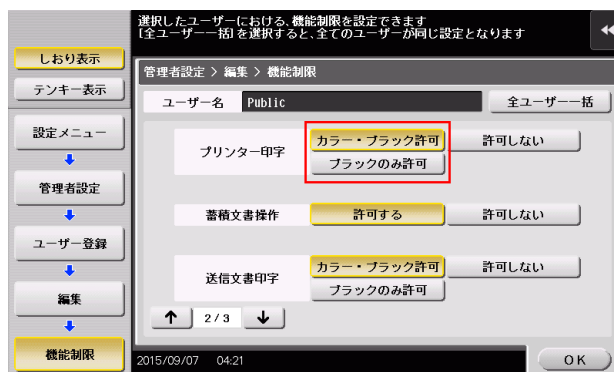 選択したユーザーにおける、機能制限を設定できます
[全ユーザー一括]を選択すると、全てのユーザーが同じ設定となります
しおり表示
テンキー表示
設定メニュー
管理者設定
ユーザー登録
編集
機能制限
管理者設定 > 編集 > 機能制限
ユーザー名 Public 全ユーザー一括
プリンター印字 カラー・ブラック許可 許可しない
ブラックのみ許可
蓄積文書操作 許可する 許可しない
送信文書印字 カラー・ブラック許可 許可しない
ブラックのみ許可
↑ 2/3 ↓
2015/09/07 04:21 OK